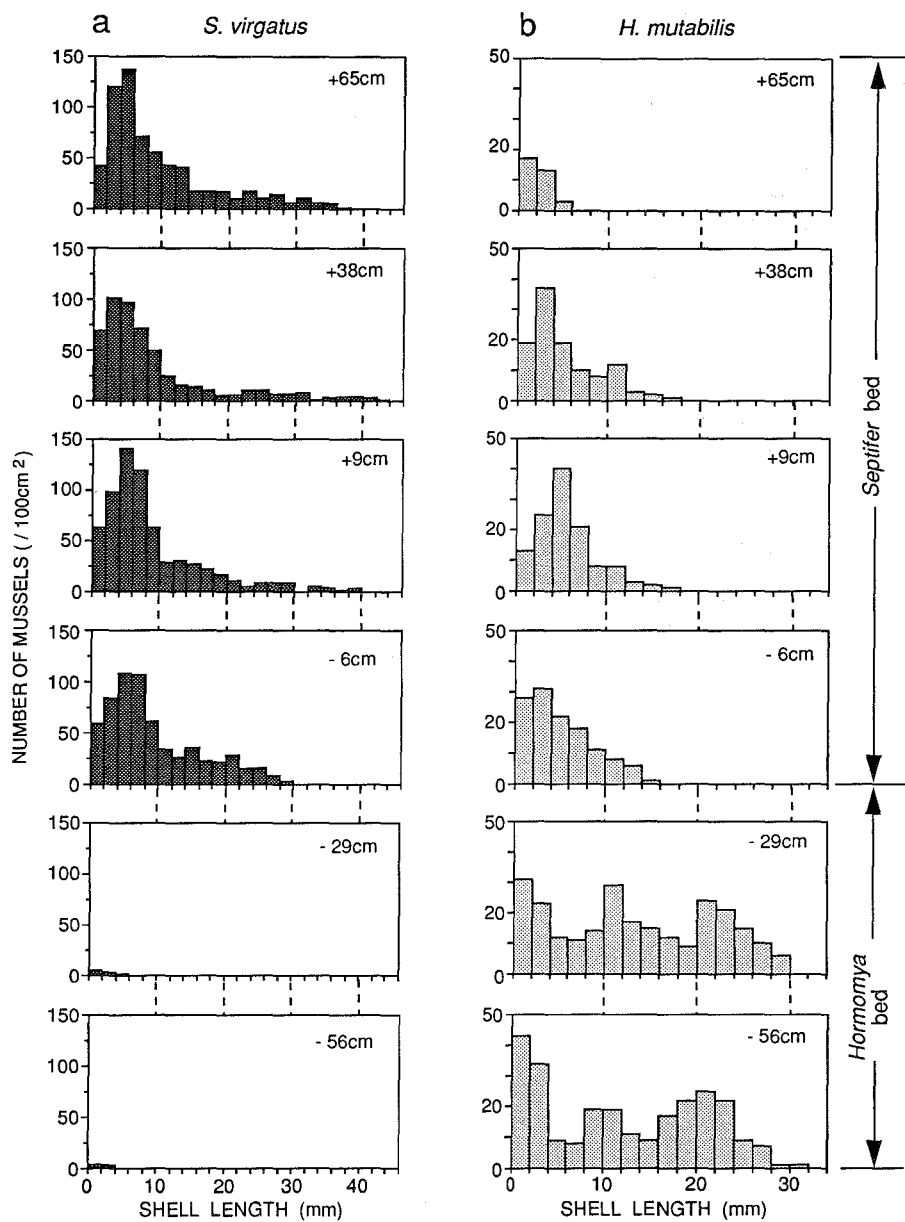 a S. virgatus b H. mutabilis
150 100 50 0 +65cm 50 20 0 +65cm
150 100 50 0 +38cm 50 20 0 +38cm
150 100 50 0 +9cm 50 20 0 +9cm
150 100 50 0 - 6cm 50 20 0 - 6cm
150 100 50 0 - 29cm 50 20 0 - 29cm
150 100 50 0 - 56cm 50 20 0 - 56cm
0 10 20 30 40 0 10 20 30
SHELL LENGTH (mm) SHELL LENGTH (mm)
NUMBER OF MUSSELS ( / 100cm²)
Septifer bed
Hormomya
bed